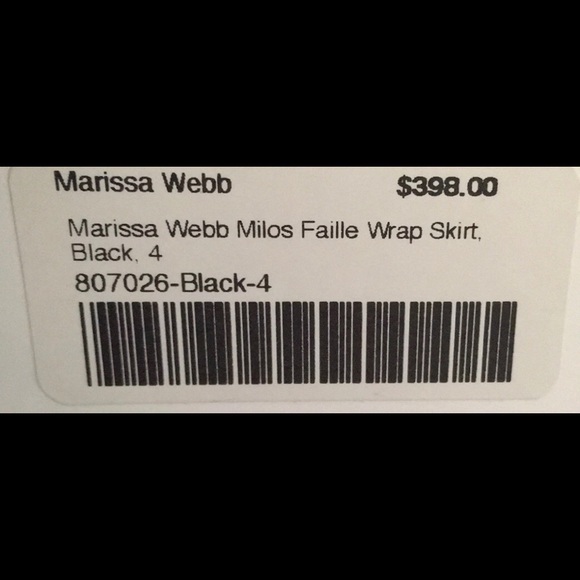 Marissa Webb $398.00
Marissa Webb Milos Faille Wrap Skirt,
Black, 4
807026-Black-4